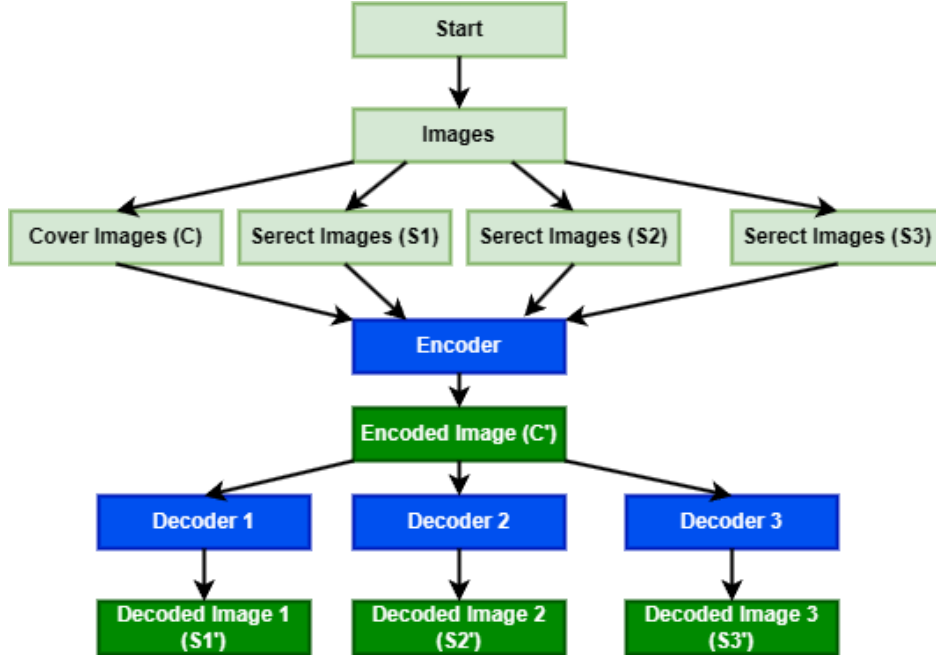 Start
Images
Cover Images (C)
Serect Images (S1)
Serect Images (S2)
Serect Images (S3)
Encoder
Encoded Image (C')
Decoder 1
Decoder 2
Decoder 3
Decoded Image 1
(S1')
Decoded Image 2
(S2')
Decoded Image 3
(S3')